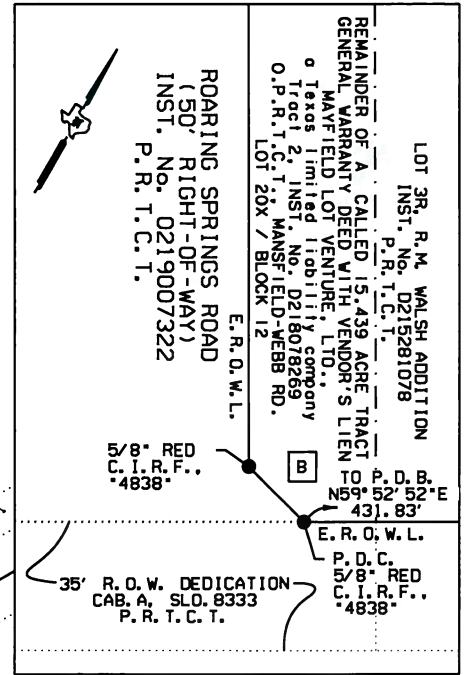 LOT 3R, R.M. WALSH ADDITION
INST. No. D215281078
P. R. T. C. T.
REMAINDER OF A CALLED 15.439 ACRE TRACT
GENERAL WARRANTY DEED WITH VENDOR'S LIEN
MAYFIELD LOT VENTURE, LTD.,
a Texas limited liability company
Tract 2, INST. No. D218078269
O.P.R.T.C.T., MANSFIELD-WEBB RD.
LOT 20X / BLOCK 12
E. R. O. W. L.
ROARING SPRINGS ROAD
(50' RIGHT-OF-WAY)
INST. No. D219007322
P. R. T. C. T.
5/8" RED
C. I. R. F.,
"4838"
B
TO P. D. B.
N59°52'52"E
431.83'
E. R. O. W. L.
P. D. C.
5/8" RED
C. I. R. F.,
"4838"
35' R. O. W. DEDICATION
CAB. A, SLO. 8333
P. R. T. C. T.